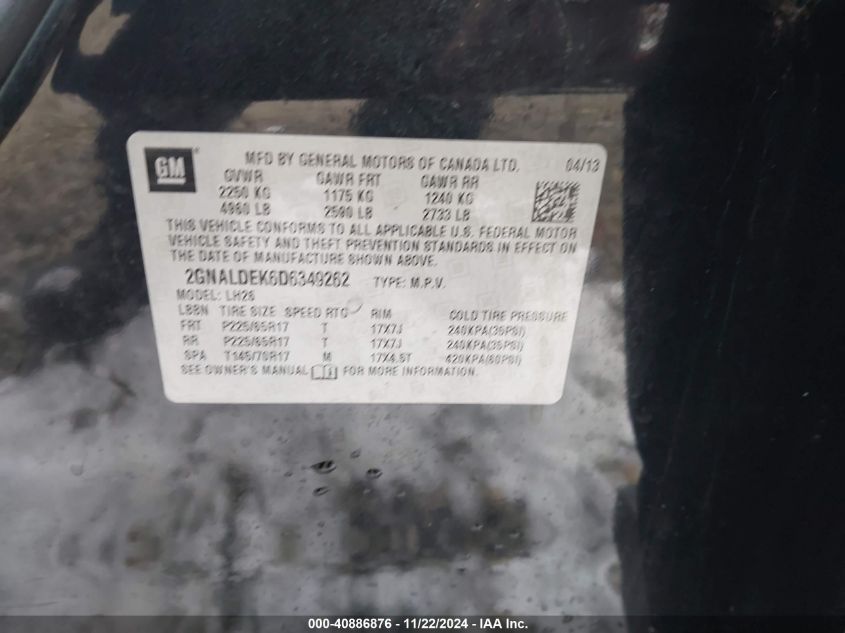 GM
MFD BY GENERAL MOTORS OF CANADA LTD. 04/13
GVWR GAWR FRT GAWR RR
2250 KG 1175 KG 1240 KG
4960 LB 2590 LB 2733 LB
THIS VEHICLE CONFORMS TO ALL APPLICABLE U.S. FEDERAL MOTOR
VEHICLE SAFETY AND THEFT PREVENTION STANDARDS IN EFFECT ON
THE DATE OF MANUFACTURE SHOWN ABOVE.
2GNALDEK6D6349262 TYPE: M.P.V.
MODEL: LH26
TIRE SIZE SPEED RTG RIM COLD TIRE PRESSURE
FRT P225/65R17 T 17X7J 240KPA(35PSI)
RR P225/65R17 T 17X7J 240KPA(35PSI)
SPA T145/70R17 M 17X4.5T 420KPA(60PSI)
SEE OWNER'S MANUAL FOR MORE INFORMATION.
000-40886876 - 11/22/2024 - IAAI.com